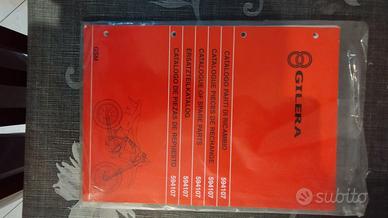 GILERA
CATALOGO PARTI DI RICAMBIO 594107
CATALOGUE PIECES DE RECHANGE 594107
CATALOGUE OF SPARE PARTS 594107
ERSATZTEILKATALOG 594107
CATALOGO DE PIEZAS DE REPUESTO 594107
GSM
subito